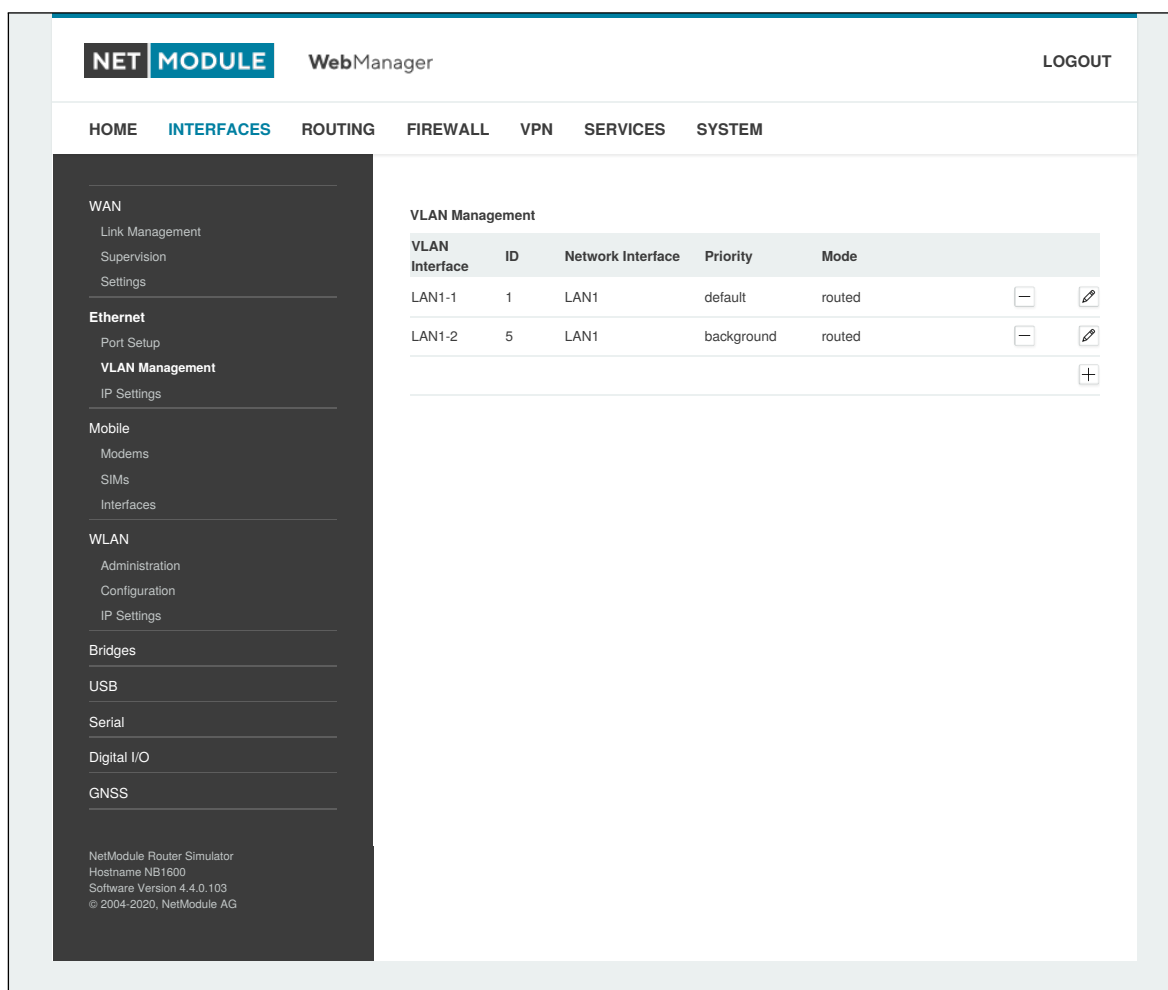 NET MODULE WebManager LOGOUT
HOME INTERFACES ROUTING FIREWALL VPN SERVICES SYSTEM
WAN
Link Management
Supervision
Settings
Ethernet
Port Setup
VLAN Management
IP Settings
Mobile
Modems
SIMs
Interfaces
WLAN
Administration
Configuration
IP Settings
Bridges
USB
Serial
Digital I/O
GNSS
NetModule Router Simulator
Hostname NB1600
Software Version 4.4.0.103
© 2004-2020, NetModule AG
VLAN Management
VLAN Interface ID Network Interface Priority Mode
LAN1-1 1 LAN1 default routed
LAN1-2 5 LAN1 background routed